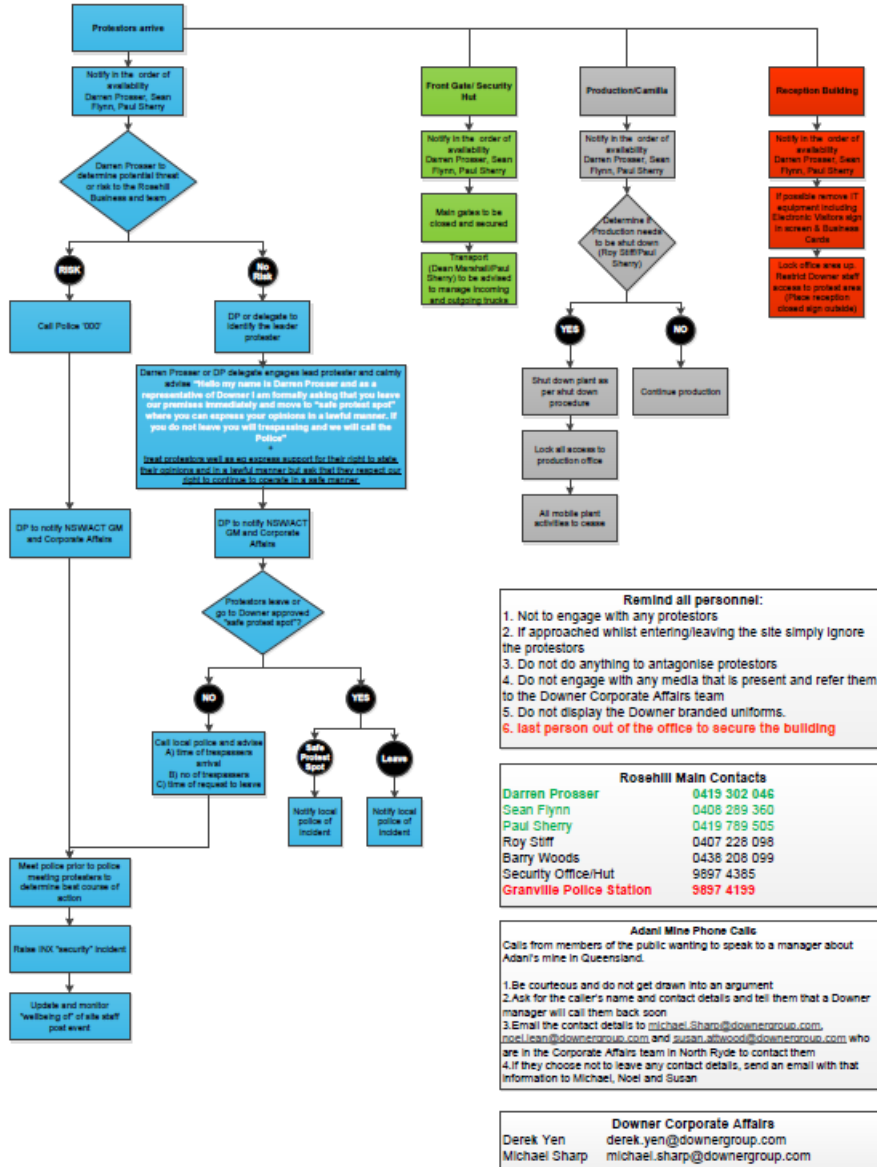 Protestors arrive
Notify in the order of
availability
Darren Prosser, Sean
Flynn, Paul Sherry
Darren Prosser to
determine potential threat
or risk to the Rosehill
Business and team
RISK
No
Risk
Call Police '000'
DP or delegate to
identify the leader
protester
Darren Prosser or DP delegate engages lead protester and calmly
advise "Hello my name is Darren Prosser and as a
representative of Downer I am formally asking that you leave
our premises immediately and move to "safe protest spot"
where you can express your opinions in a lawful manner. If
you do not leave you will trespassing and we will call the
Police"
+
treat protestors well as eg express support for their right to state
their opinions and in a lawful manner but ask that they respect our
right to continue to operate in a safe manner
DP to notify NSW/ACT GM
and Corporate Affairs
DP to notify NSW/ACT
GM and Corporate
Affairs
Protestors leave or
go to Downer approved
"safe protest spot"?
NO
YES
Call local police and advise
A) time of trespassers
arrival
B) no of trespassers
C) time of request to leave
Safe
Protest
Spot
Leave
Notify local
police of
incident
Notify local
police of
incident
Meet police prior to police
meeting protesters to
determine best course of
action
Raise INX "security" incident
Update and monitor
"wellbeing of" of site staff
post event
Front Gate/ Security
Hut
Notify in the order of
availability
Darren Prosser, Sean
Flynn, Paul Sherry
Main gates to be
closed and secured
Transport
(Dean Marshall/Paul
Sherry) to be advised
to manage incoming
and outgoing trucks
Production/Camilia
Notify in the order of
availability
Darren Prosser, Sean
Flynn, Paul Sherry
Determine if
Production needs
to be shut down
(Roy Stiff/Paul
Sherry)
YES
NO
Shut down plant as
per shut down
procedure
Continue production
Lock all access to
production office
All mobile plant
activities to cease
Reception Building
Notify in the order of
availability
Darren Prosser, Sean
Flynn, Paul Sherry
If possible remove IT
equipment including
Electronic Visitors sign
in screen & Business
Cards
Lock office area up.
Restrict Downer staff
access to protest area
(Place reception
closed sign outside)
Remind all personnel:
1. Not to engage with any protestors
2. If approached whilst entering/leaving the site simply ignore
the protestors
3. Do not do anything to antagonise protestors
4. Do not engage with any media that is present and refer them
to the Downer Corporate Affairs team
5. Do not display the Downer branded uniforms.
6. last person out of the office to secure the building
Rosehill Main Contacts
Darren Prosser 0419 302 046
Sean Flynn 0408 289 360
Paul Sherry 0419 789 505
Roy Stiff 0407 228 098
Barry Woods 0438 208 099
Security Office/Hut 9897 4385
Granville Police Station 9897 4199
Adani Mine Phone Calls
Calls from members of the public wanting to speak to a manager about
Adani's mine in Queensland.
1.Be courteous and do not get drawn into an argument
2.Ask for the caller's name and contact details and tell them that a Downer
manager will call them back soon
3.Email the contact details to michael.Sharp@downergroup.com,
noel.lean@downergroup.com and susan.attwood@downergroup.com who
are in the Corporate Affairs team in North Ryde to contact them
4.If they choose not to leave any contact details, send an email with that
information to Michael, Noel and Susan
Downer Corporate Affairs
Derek Yen derek.yen@downergroup.com
Michael Sharp michael.sharp@downergroup.com